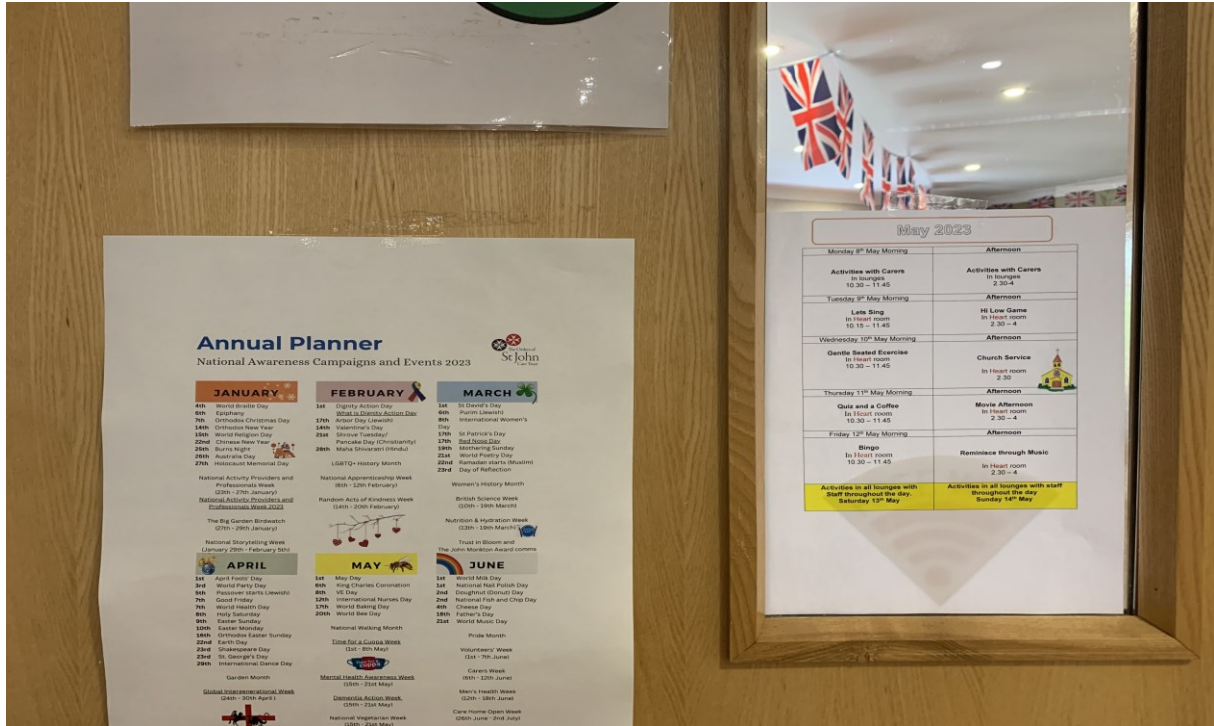 Annual Planner
National Awareness Campaigns and Events 2023
The Orders of
St John
Care Trust
JANUARY
4th World Braille Day
6th Epiphany
7th Orthodox Christmas Day
14th Orthodox New Year
15th World Religion Day
22nd Chinese New Year
25th Burns Night
26th Australia Day
27th Holocaust Memorial Day
National Activity Providers and
Professionals Week
(23th - 27th January)
National Activity Providers and
Professionals Week 2023
The Big Garden Birdwatch
(27th - 29th January)
National Storytelling Week
(January 29th - February 5th)
FEBRUARY
1st Dignity Action Day
What is Dignity Action Day
17th Arbor Day (Jewish)
14th Valentine's Day
21st Shrove Tuesday/
Pancake Day (Christianity)
28th Maha Shivaratri (Hindu)
LGBTQ+ History Month
National Apprenticeship Week
(6th - 12th February)
Random Acts of Kindness Week
(14th - 20th February)
MARCH
1st St David's Day
6th Purim (Jewish)
8th International Women's
Day
17th St Patrick's Day
17th Red Nose Day
19th Mothering Sunday
21st World Poetry Day
22nd Ramadan starts (Muslim)
23rd Day of Reflection
Women's History Month
British Science Week
(10th - 19th March)
Nutrition & Hydration Week
(13th - 19th March)
Trust in Bloom and
The John Monkton Award comms
APRIL
1st April Fools' Day
3rd World Party Day
5th Passover starts (Jewish)
7th Good Friday
7th World Health Day
8th Holy Saturday
9th Easter Sunday
10th Easter Monday
16th Orthodox Easter Sunday
22nd Earth Day
23rd Shakespeare Day
23rd St. George's Day
29th International Dance Day
Garden Month
Global Intergenerational Week
(24th - 30th April )
MAY
1st May Day
6th King Charles Coronation
8th VE Day
12th International Nurses Day
17th World Baking Day
20th World Bee Day
National Walking Month
Time for a Cuppa Week
(1st - 8th May)
Mental Health Awareness Week
(15th - 21st May)
Dementia Action Week
(15th - 21st May)
National Vegetarian Week
(15th - 21st May)
JUNE
1st World Milk Day
1st National Nail Polish Day
2nd Doughnut (Donut) Day
2nd National Fish and Chip Day
4th Cheese Day
18th Father's Day
21st World Music Day
Pride Month
Volunteers' Week
(1st - 7th June)
Carers Week
(6th - 12th June)
Men's Health Week
(12th - 18th June)
Care Home Open Week
(26th June - 2nd July)
May 2023
Monday 8th May Morning
Afternoon
Activities with Carers
In lounges
10.30 – 11.45
Activities with Carers
In lounges
2.30-4
Tuesday 9th May Morning
Afternoon
Lets Sing
In Heart room
10.15 – 11.45
Hi Low Game
In Heart room
2.30 – 4
Wednesday 10th May Morning
Afternoon
Gentle Seated Ecercise
In Heart room
10.30 – 11.45
Church Service
In Heart room
2.30
Thursday 11th May Morning
Afternoon
Quiz and a Coffee
In Heart room
10.30 – 11.45
Movie Afternoon
In Heart room
2.30 – 4
Friday 12th May Morning
Afternoon
Bingo
In Heart room
10.30 – 11.45
Reminisce through Music
In Heart room
2.30 – 4
Activities in all lounges with
Staff throughout the day.
Saturday 13th May
Activities in all lounges with staff
throughout the day
Sunday 14th May